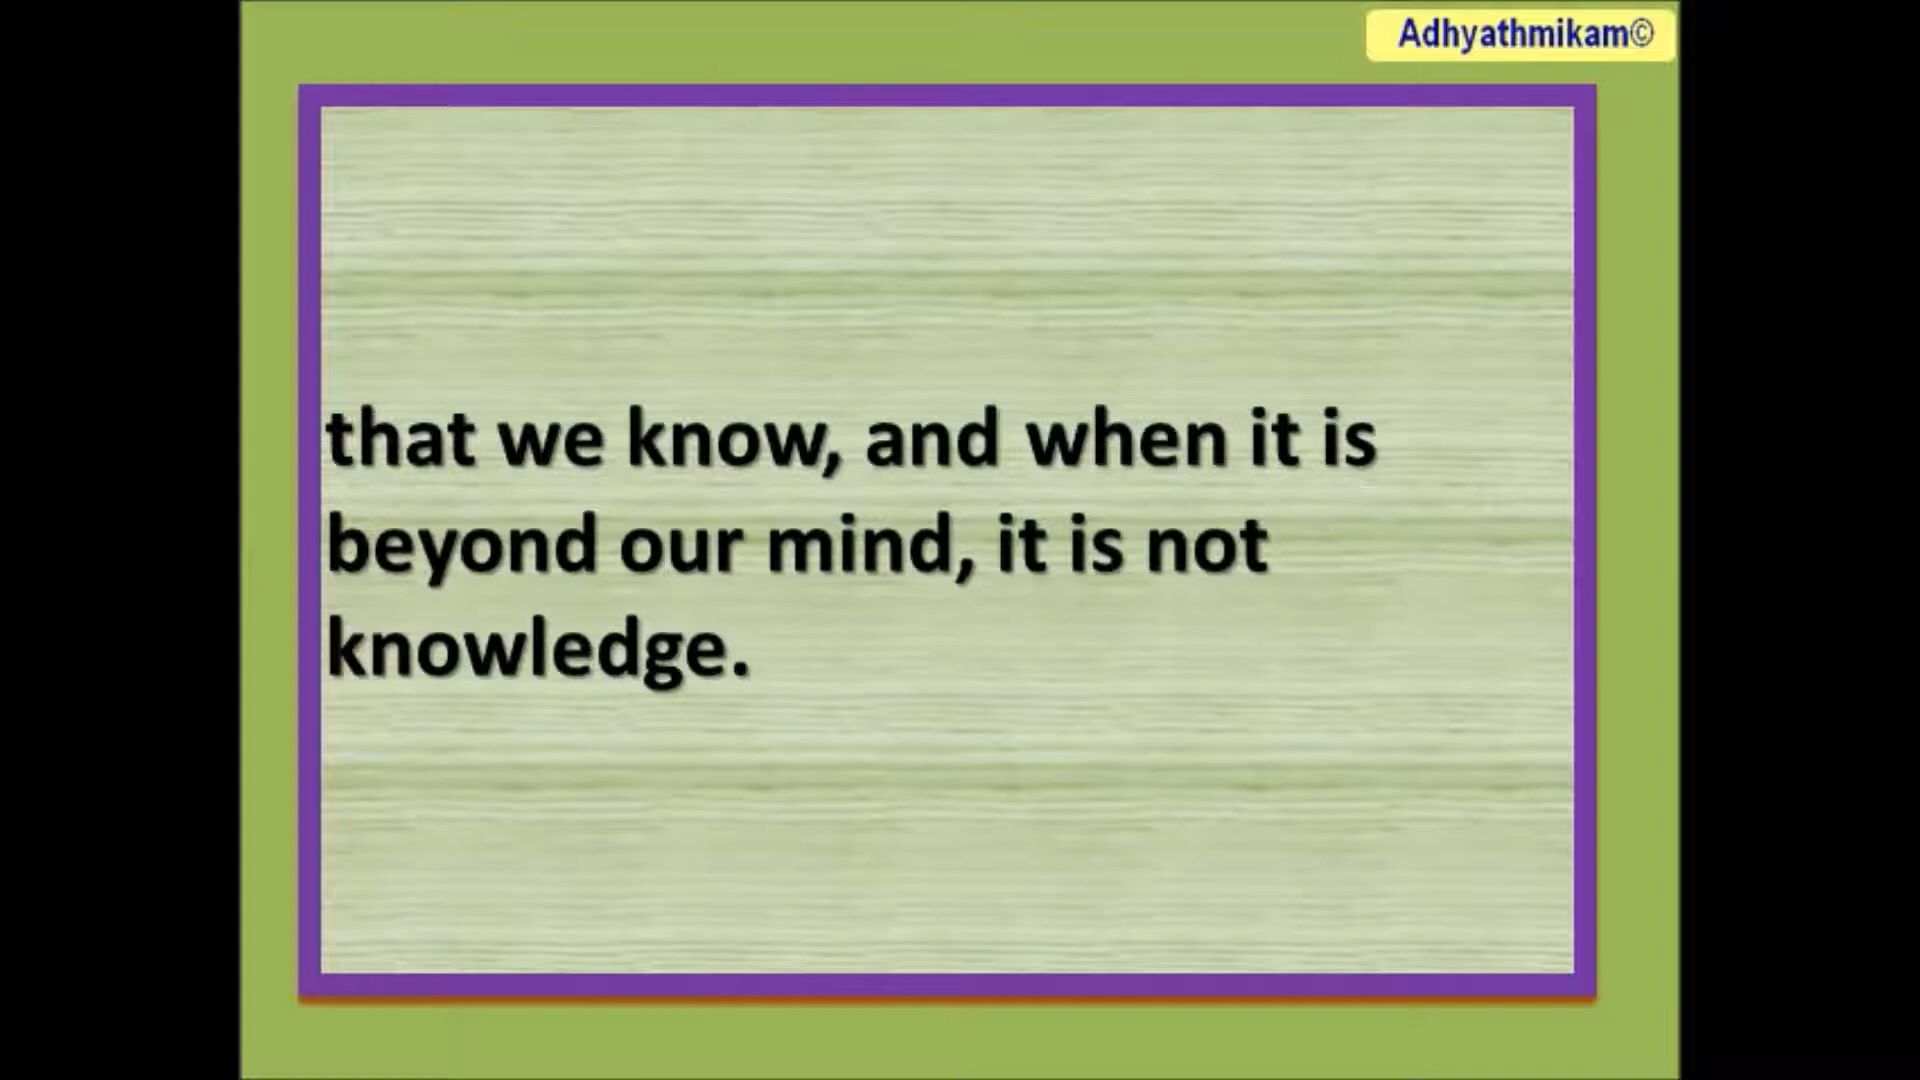 Adhyathmikam©
that we know, and when it is
beyond our mind, it is not
knowledge.